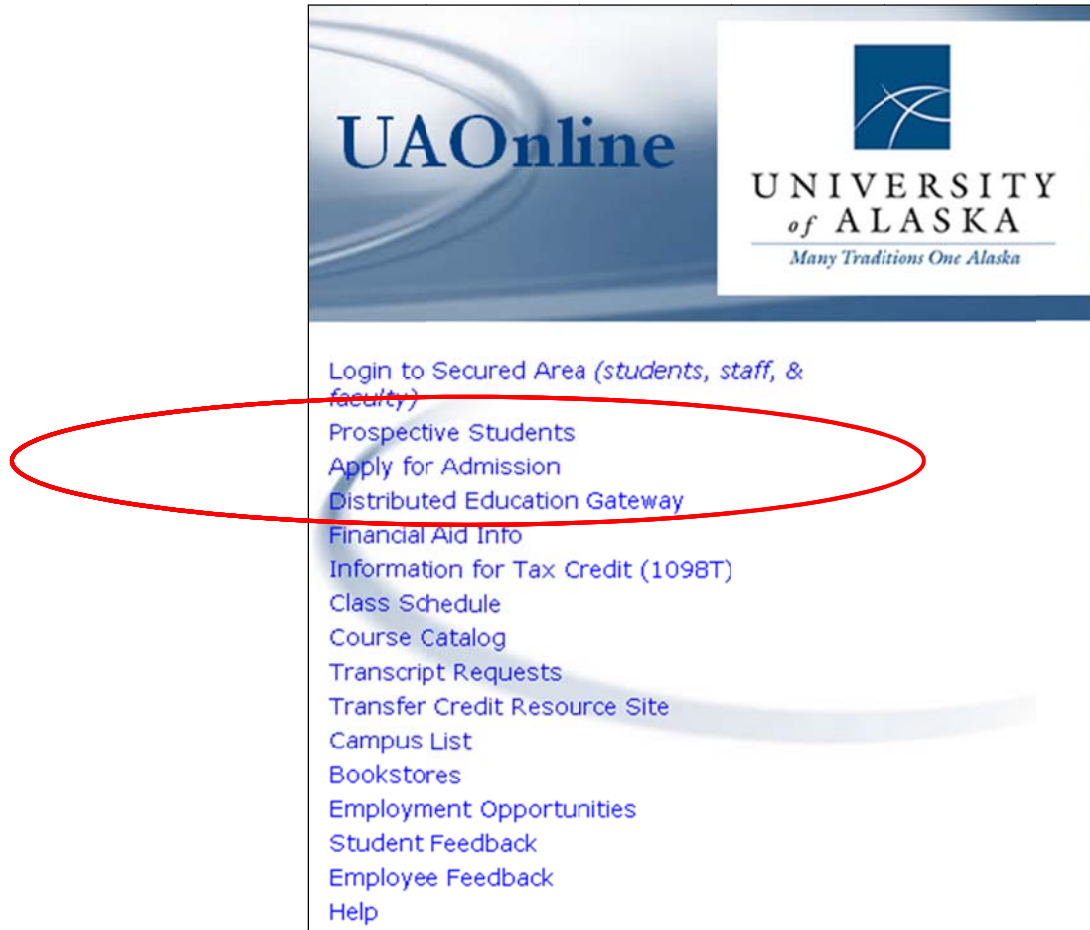 UAOnline
UNIVERSITY
of ALASKA
Many Traditions One Alaska
Login to Secured Area (students, staff, &
faculty)
Prospective Students
Apply for Admission
Distributed Education Gateway
Financial Aid Info
Information for Tax Credit (1098T)
Class Schedule
Course Catalog
Transcript Requests
Transfer Credit Resource Site
Campus List
Bookstores
Employment Opportunities
Student Feedback
Employee Feedback
Help